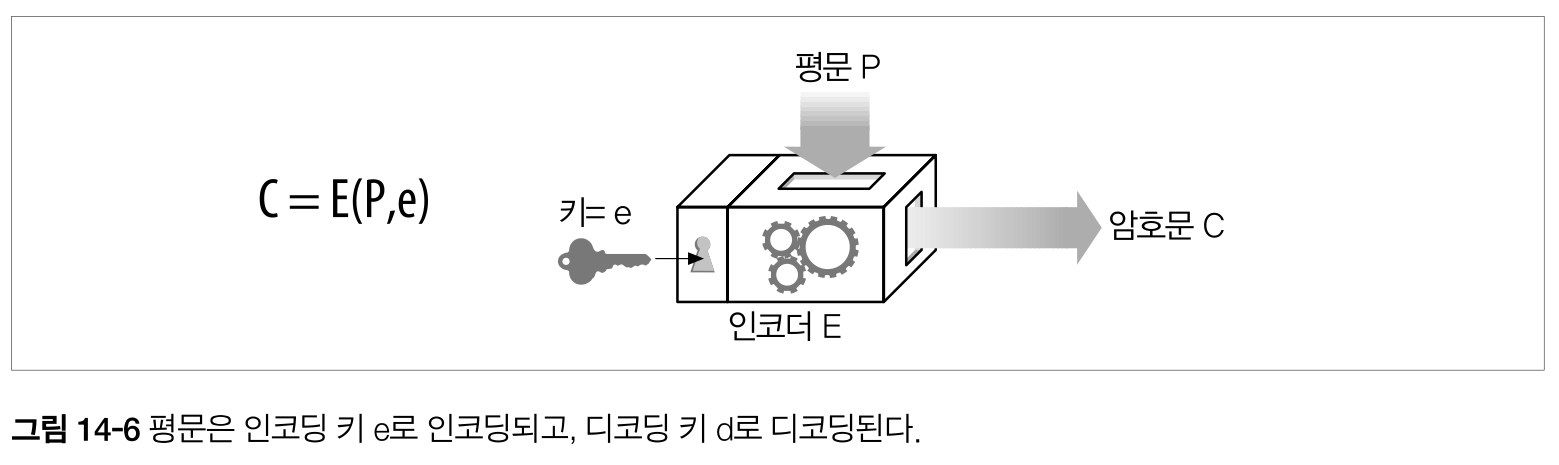 평문 P
C = E(P,e)
키= e
암호문 C
인코더 E
그림 14-6 평문은 인코딩 키 e로 인코딩되고, 디코딩 키 d로 디코딩된다.